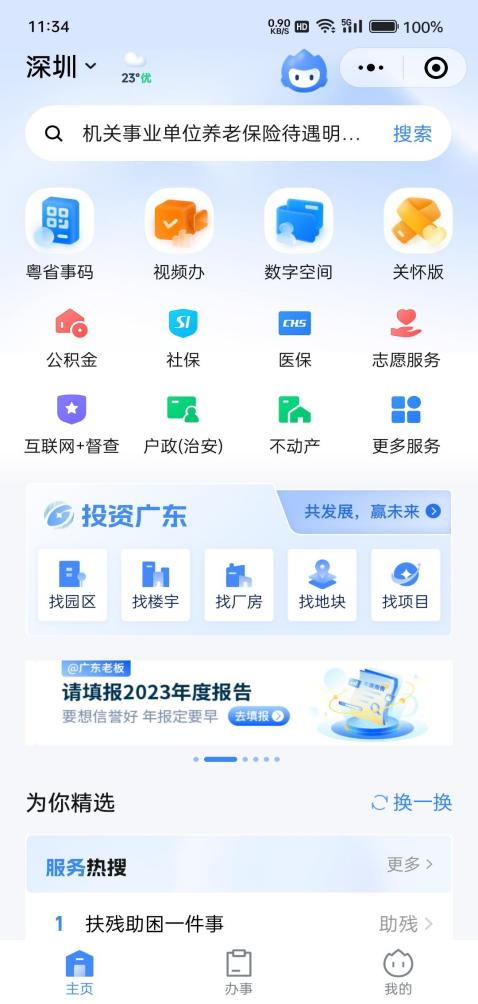 11:34
0.90 KB/S HD 5G 100%
深圳
23°优
机关事业单位养老保险待遇明... 搜索
粤省事码 视频办 数字空间 关怀版
SI CHS
公积金 社保 医保 志愿服务
互联网+督查 户政(治安) 不动产 更多服务
投资广东 共发展，赢未来
找园区 找楼宇 找厂房 找地块 找项目
@广东老板
请填报2023年度报告
要想信誉好 年报定要早 去填报
为你精选 换一换
服务热搜 更多
1 扶残助困一件事 助残
主页 办事 我的